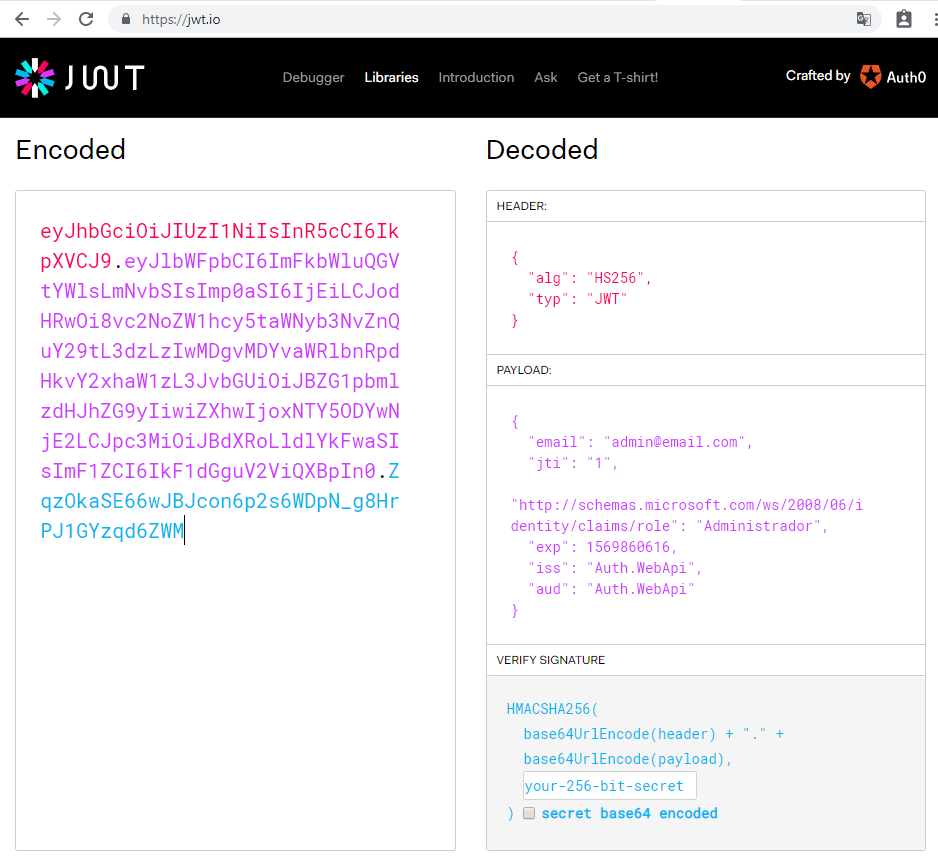 https://jwt.io
JWT
Debugger Libraries Introduction Ask Get a T-shirt! Crafted by Auth0
Encoded
eyJhbGciOiJIUzI1NiIsInR5cCI6Ik
pXVCJ9.eyJlbWFpbCI6ImFkbWluQGV
tYWlsLmNvbSIsImp0aSI6IjEiLCJod
HRwOi8vc2NoZW1hcy5taWNyb3NvZnQ
uY29tL3dzLzIwMDgvMDYvaWRlbnRpd
HkvY2xhaW1zL3JvbGUiOiJBZG1pbml
zdHJhZG9yIiwiZXhwIjoxNTY5ODYwN
jE2LCJpc3MiOiJBdXRoLldlYkFwaSI
sImF1ZCI6IkF1dGguV2ViQXBpIn0.Z
qzOkaSE66wJBJcon6p2s6WDpN_g8Hr
PJ1GYzqd6ZWM
Decoded
HEADER:
{
"alg": "HS256",
"typ": "JWT"
}
PAYLOAD:
{
"email": "admin@email.com",
"jti": "1",
"http://schemas.microsoft.com/ws/2008/06/i
dentity/claims/role": "Administrador",
"exp": 1569860616,
"iss": "Auth.WebApi",
"aud": "Auth.WebApi"
}
VERIFY SIGNATURE
HMACSHA256(
base64UrlEncode(header) + "." +
base64UrlEncode(payload),
your-256-bit-secret
) secret base64 encoded